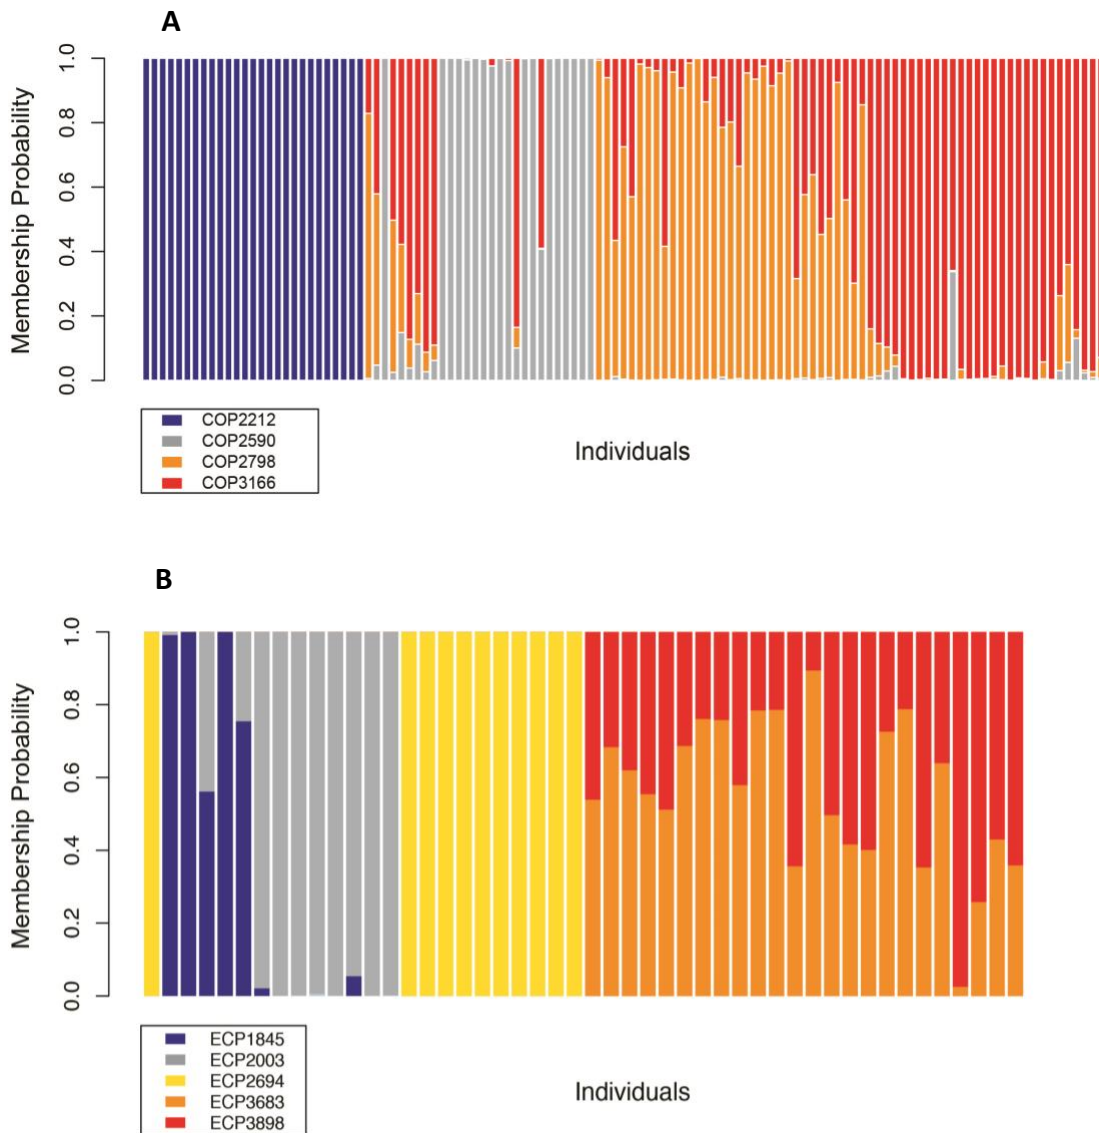 A
Membership Probability
1.0
0.8
0.6
0.4
0.2
0.0
COP2212
COP2590
COP2798
COP3166
Individuals
B
Membership Probability
1.0
0.8
0.6
0.4
0.2
0.0
ECP1845
ECP2003
ECP2694
ECP3683
ECP3898
Individuals